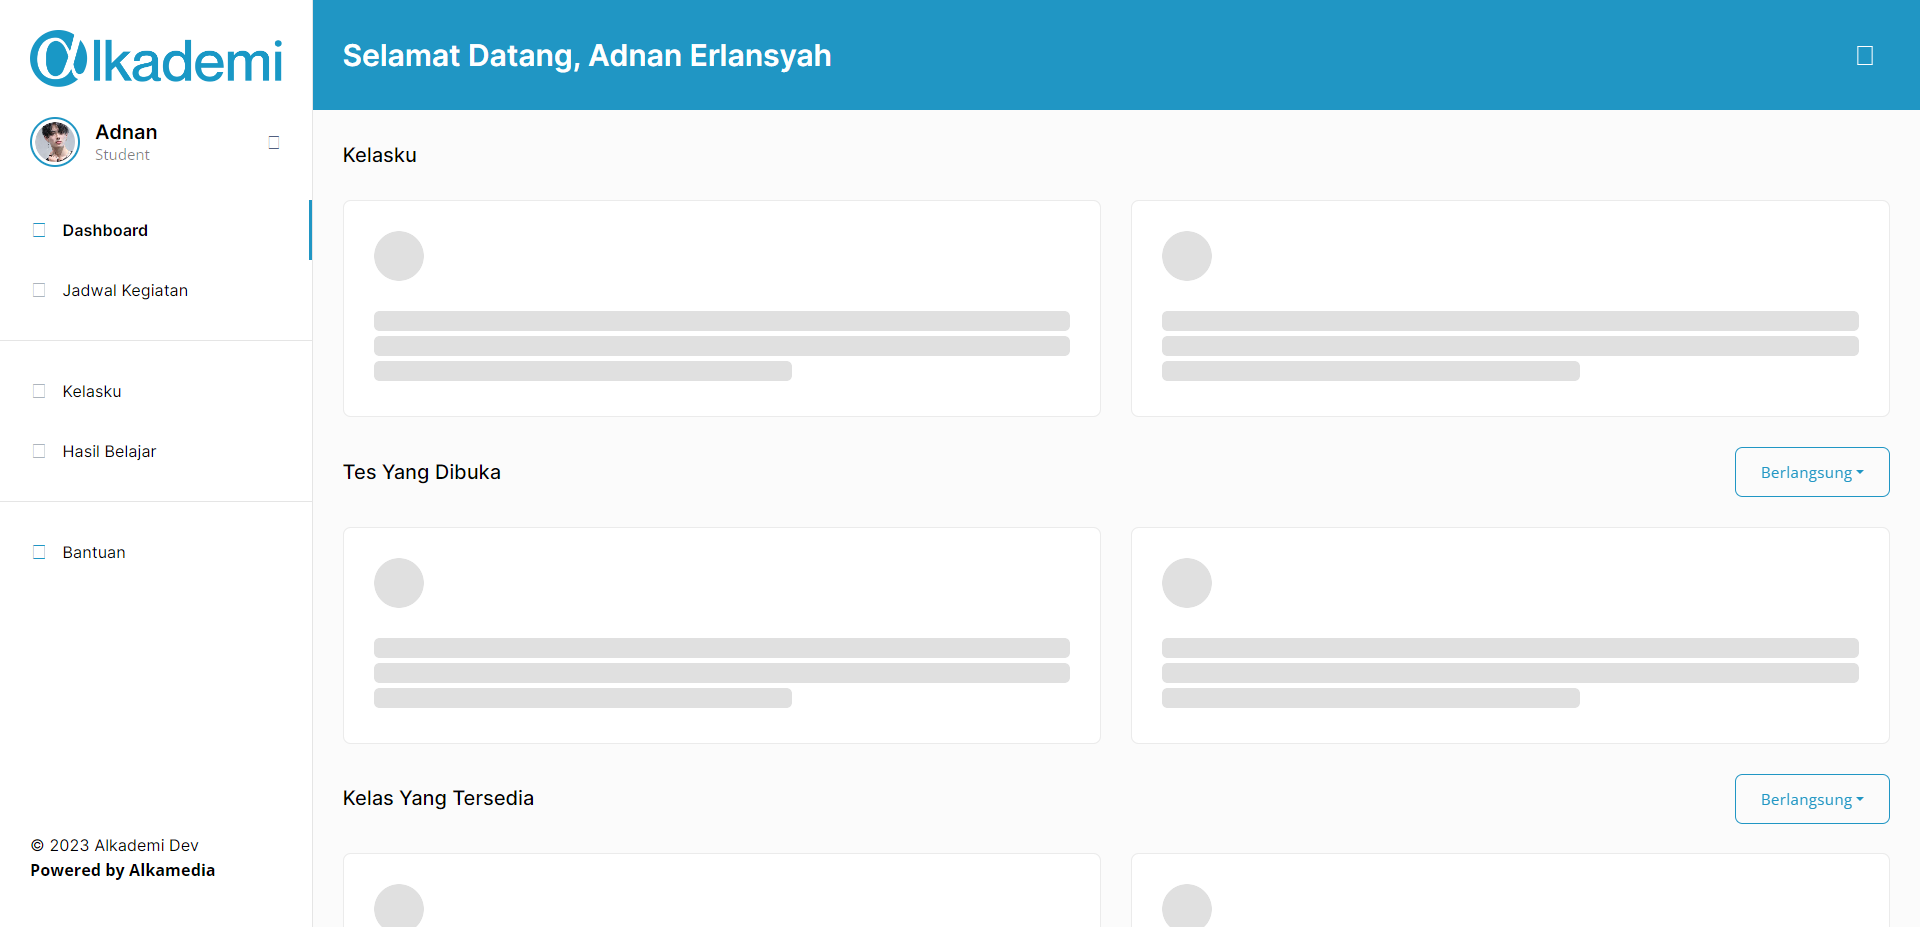 αlkademi
Adnan
Student
Dashboard
Jadwal Kegiatan
Kelasku
Hasil Belajar
Bantuan
© 2023 Alkademi Dev
Powered by Alkamedia
Selamat Datang, Adnan Erlansyah
Kelasku
Tes Yang Dibuka
Berlangsung
Kelas Yang Tersedia
Berlangsung